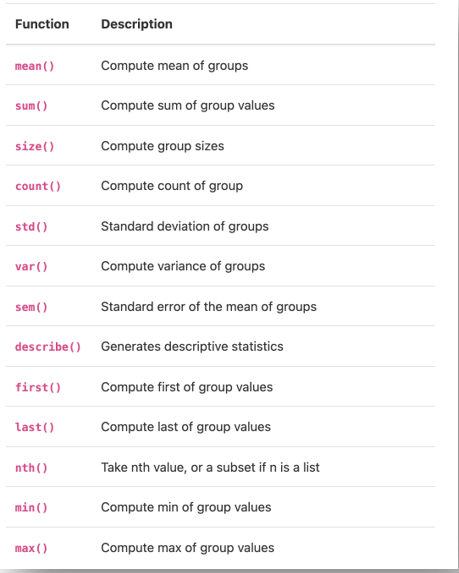 Function Description
mean() Compute mean of groups
sum() Compute sum of group values
size() Compute group sizes
count() Compute count of group
std() Standard deviation of groups
var() Compute variance of groups
sem() Standard error of the mean of groups
describe() Generates descriptive statistics
first() Compute first of group values
last() Compute last of group values
nth() Take nth value, or a subset if n is a list
min() Compute min of group values
max() Compute max of group values